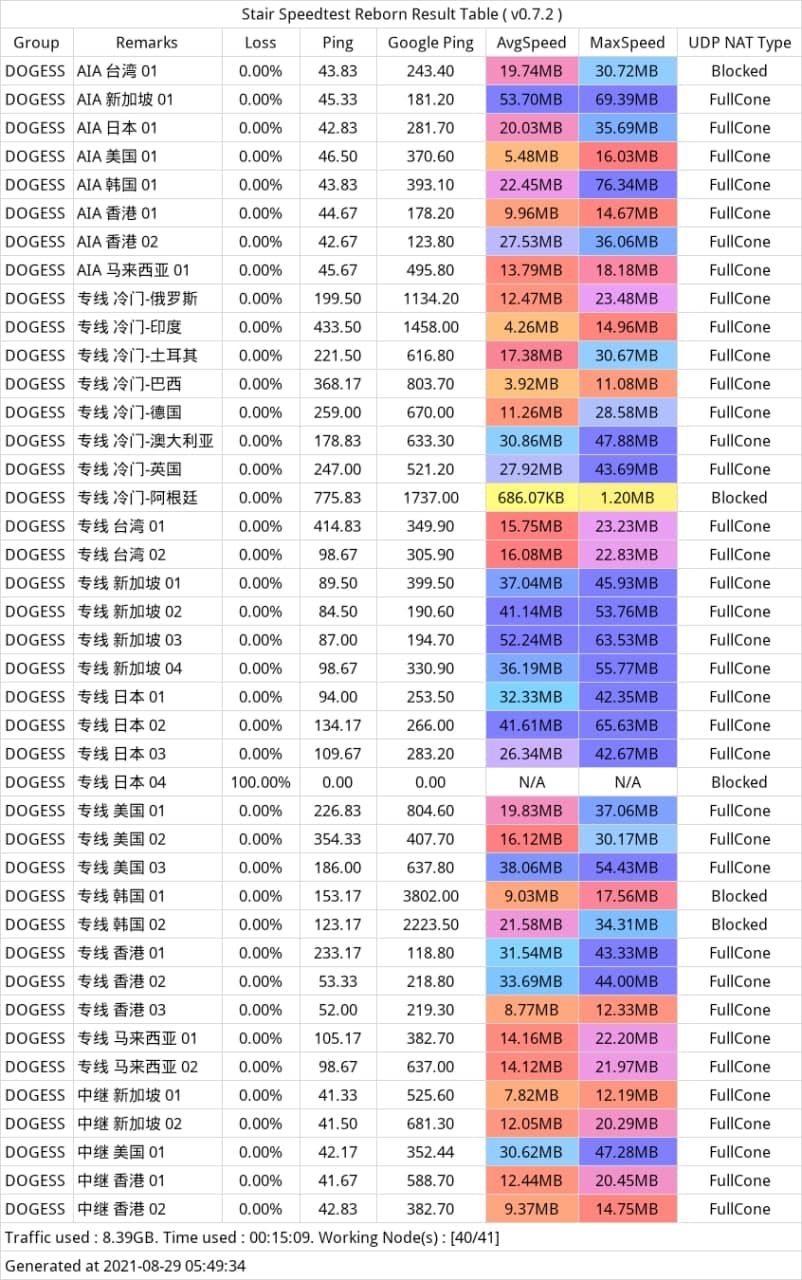 Stair Speedtest Reborn Result Table ( v0.7.2 )
Group Remarks Loss Ping Google Ping AvgSpeed MaxSpeed UDP NAT Type
DOGESS AIA 台湾 01 0.00% 43.83 243.40 19.74MB 30.72MB Blocked
DOGESS AIA 新加坡 01 0.00% 45.33 181.20 53.70MB 69.39MB FullCone
DOGESS AIA 日本 01 0.00% 42.83 281.70 20.03MB 35.69MB FullCone
DOGESS AIA 美国 01 0.00% 46.50 370.60 5.48MB 16.03MB FullCone
DOGESS AIA 韩国 01 0.00% 43.83 393.10 22.45MB 76.34MB FullCone
DOGESS AIA 香港 01 0.00% 44.67 178.20 9.96MB 14.67MB FullCone
DOGESS AIA 香港 02 0.00% 42.67 123.80 27.53MB 36.06MB FullCone
DOGESS AIA 马来西亚 01 0.00% 45.67 495.80 13.79MB 18.18MB FullCone
DOGESS 专线 冷门-俄罗斯 0.00% 199.50 1134.20 12.47MB 23.48MB FullCone
DOGESS 专线 冷门-印度 0.00% 433.50 1458.00 4.26MB 14.96MB FullCone
DOGESS 专线 冷门-土耳其 0.00% 221.50 616.80 17.38MB 30.67MB FullCone
DOGESS 专线 冷门-巴西 0.00% 368.17 803.70 3.92MB 11.08MB FullCone
DOGESS 专线 冷门-德国 0.00% 259.00 670.00 11.26MB 28.58MB FullCone
DOGESS 专线 冷门-澳大利亚 0.00% 178.83 633.30 30.86MB 47.88MB FullCone
DOGESS 专线 冷门-英国 0.00% 247.00 521.20 27.92MB 43.69MB FullCone
DOGESS 专线 冷门-阿根廷 0.00% 775.83 1737.00 686.07KB 1.20MB Blocked
DOGESS 专线 台湾 01 0.00% 414.83 349.90 15.75MB 23.23MB FullCone
DOGESS 专线 台湾 02 0.00% 98.67 305.90 16.08MB 22.83MB FullCone
DOGESS 专线 新加坡 01 0.00% 89.50 399.50 37.04MB 45.93MB FullCone
DOGESS 专线 新加坡 02 0.00% 84.50 190.60 41.14MB 53.76MB FullCone
DOGESS 专线 新加坡 03 0.00% 87.00 194.70 52.24MB 63.53MB FullCone
DOGESS 专线 新加坡 04 0.00% 98.67 330.90 36.19MB 55.77MB FullCone
DOGESS 专线 日本 01 0.00% 94.00 253.50 32.33MB 42.35MB FullCone
DOGESS 专线 日本 02 0.00% 134.17 266.00 41.61MB 65.63MB FullCone
DOGESS 专线 日本 03 0.00% 109.67 283.20 26.34MB 42.67MB FullCone
DOGESS 专线 日本 04 100.00% 0.00 0.00 N/A N/A Blocked
DOGESS 专线 美国 01 0.00% 226.83 804.60 19.83MB 37.06MB FullCone
DOGESS 专线 美国 02 0.00% 354.33 407.70 16.12MB 30.17MB FullCone
DOGESS 专线 美国 03 0.00% 186.00 637.80 38.06MB 54.43MB FullCone
DOGESS 专线 韩国 01 0.00% 153.17 3802.00 9.03MB 17.56MB Blocked
DOGESS 专线 韩国 02 0.00% 123.17 2223.50 21.58MB 34.31MB Blocked
DOGESS 专线 香港 01 0.00% 233.17 118.80 31.54MB 43.33MB FullCone
DOGESS 专线 香港 02 0.00% 53.33 218.80 33.69MB 44.00MB FullCone
DOGESS 专线 香港 03 0.00% 52.00 219.30 8.77MB 12.33MB FullCone
DOGESS 专线 马来西亚 01 0.00% 105.17 382.70 14.16MB 22.20MB FullCone
DOGESS 专线 马来西亚 02 0.00% 98.67 637.00 14.12MB 21.97MB FullCone
DOGESS 中继 新加坡 01 0.00% 41.33 525.60 7.82MB 12.19MB FullCone
DOGESS 中继 新加坡 02 0.00% 41.50 681.30 12.05MB 20.29MB FullCone
DOGESS 中继 美国 01 0.00% 42.17 352.44 30.62MB 47.28MB FullCone
DOGESS 中继 香港 01 0.00% 41.67 588.70 12.44MB 20.45MB FullCone
DOGESS 中继 香港 02 0.00% 42.83 382.70 9.37MB 14.75MB FullCone
Traffic used : 8.39GB. Time used : 00:15:09. Working Node(s) : [40/41]
Generated at 2021-08-29 05:49:34